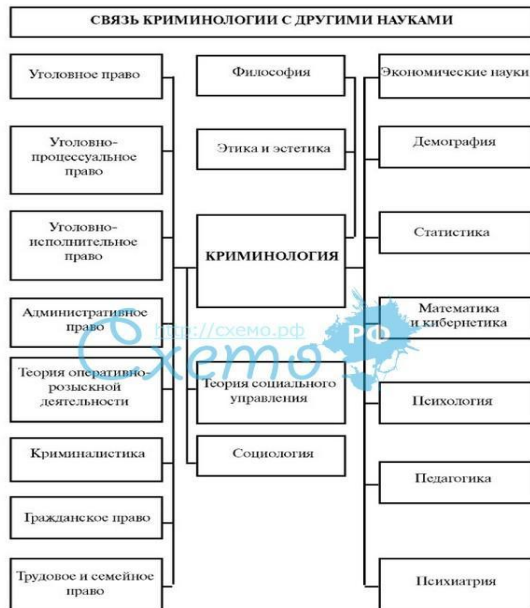 СВЯЗЬ КРИМИНОЛОГИИ С ДРУГИМИ НАУКАМИ
Уголовное право
Уголовно-
процессуальное
право
Уголовно-
исполнительное
право
Административное
право
Теория оперативно-
розыскной
деятельности
Криминалистика
Гражданское право
Трудовое и семейное
право
Философия
Этика и эстетика
КРИМИНОЛОГИЯ
Теория социального
управления
Социология
Экономические науки
Демография
Статистика
Математика
и кибернетика
Психология
Педагогика
Психиатрия
http://схемо.рф
Схемо
РФ